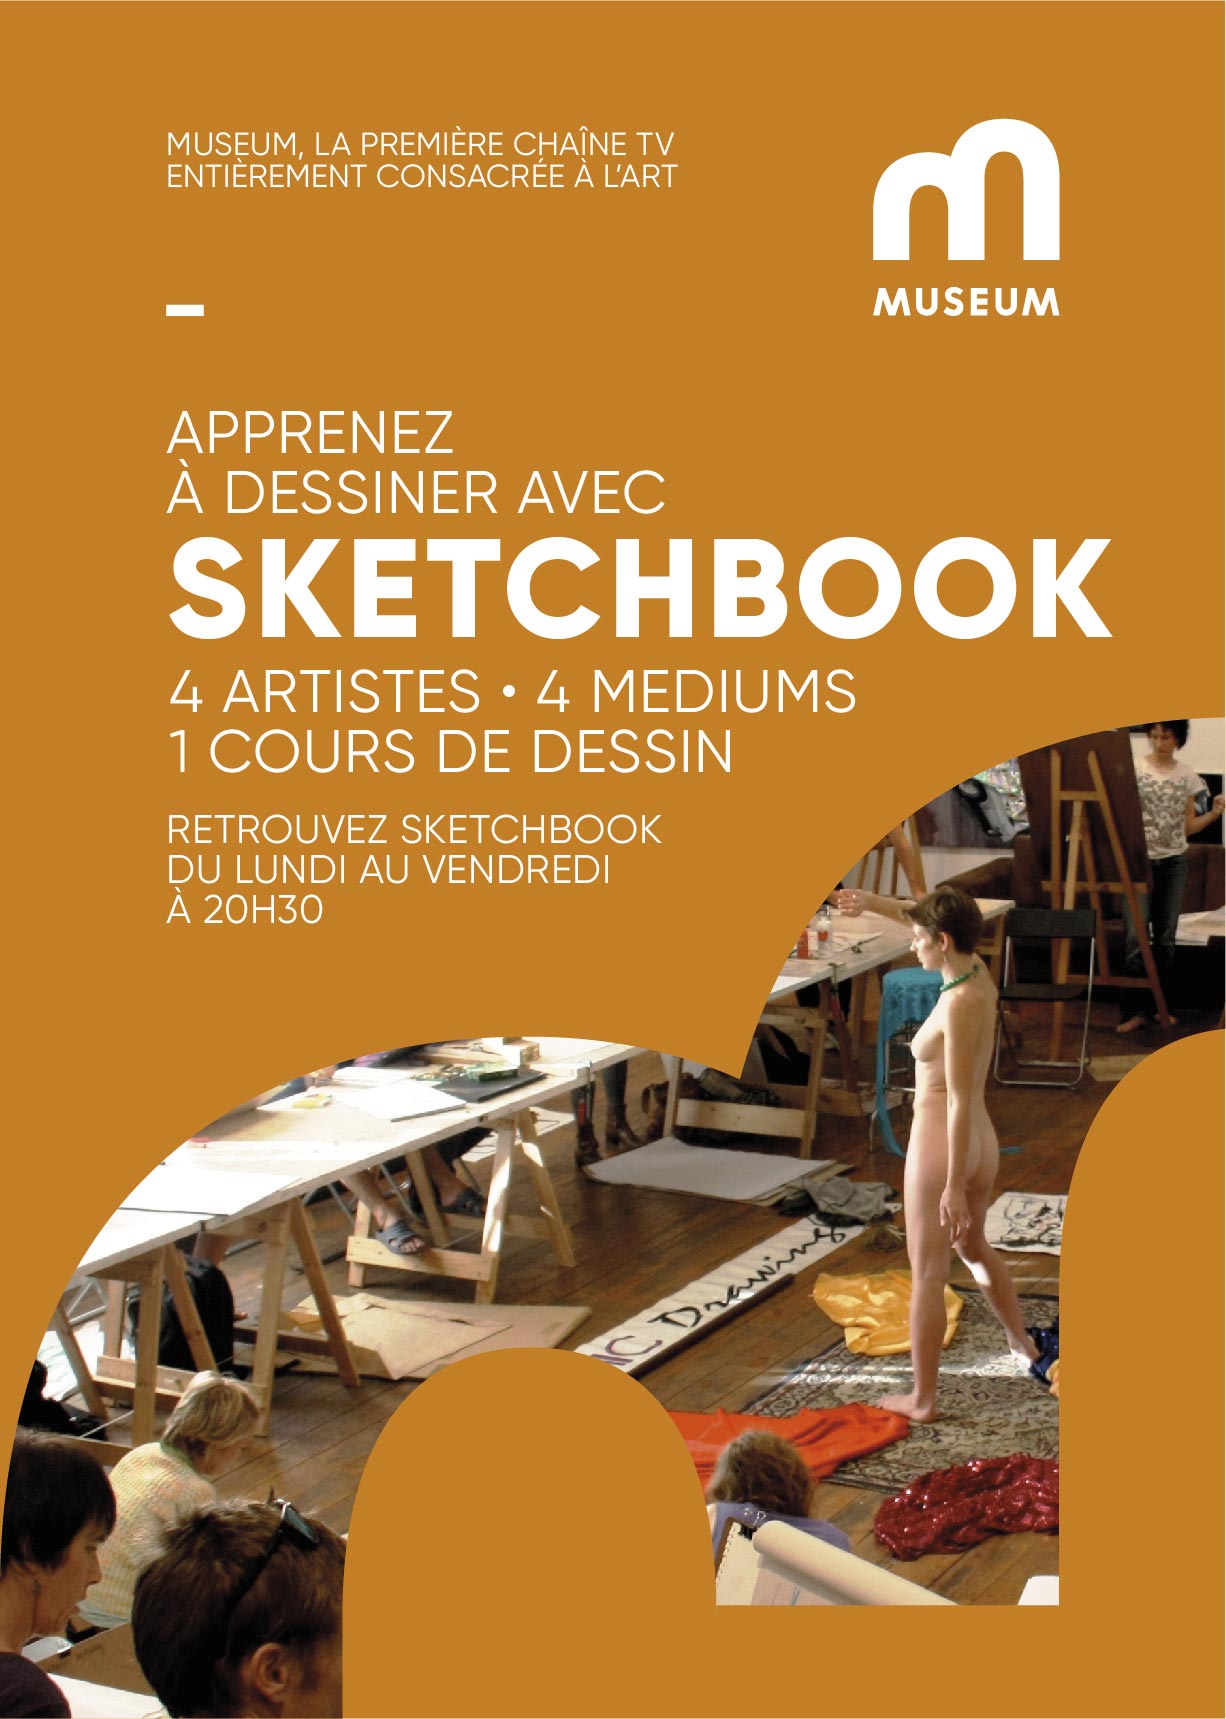 MUSEUM, LA PREMIÈRE CHAÎNE TV
ENTIÈREMENT CONSACRÉE À L'ART
MUSEUM
APPRENEZ
À DESSINER AVEC
SKETCHBOOK
4 ARTISTES • 4 MEDIUMS
1 COURS DE DESSIN
RETROUVEZ SKETCHBOOK
DU LUNDI AU VENDREDI
À 20H30
Drawing